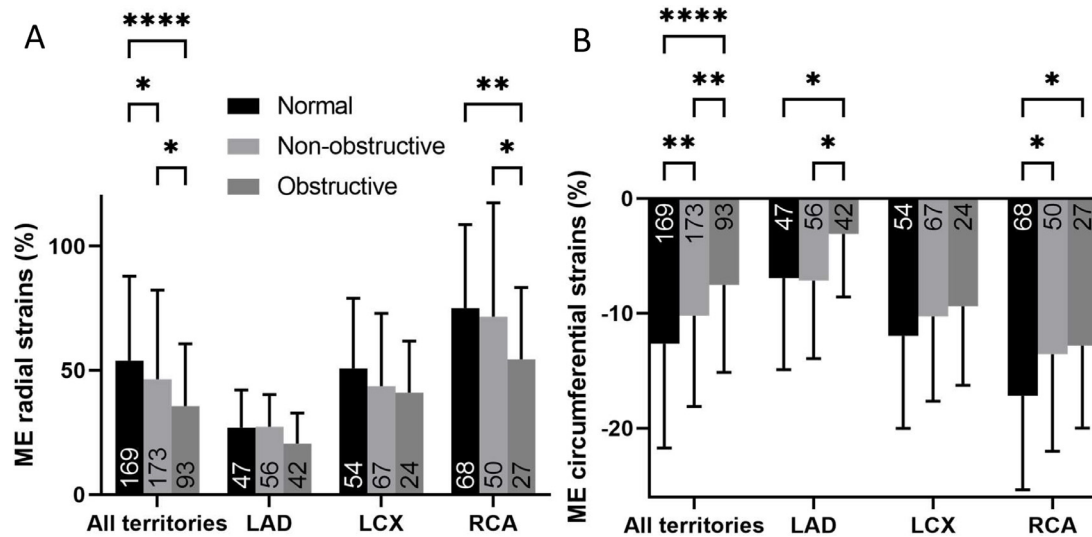 A
****
*
*
**
*
Normal
Non-obstructive
Obstructive
ME radial strains (%)
100
50
0
169 173 93 47 56 42 54 67 24 68 50 27
All territories LAD LCX RCA
B
****
**
**
*
*
*
*
ME circumferential strains (%)
0
-10
-20
169 173 93 47 56 42 54 67 24 68 50 27
All territories LAD LCX RCA